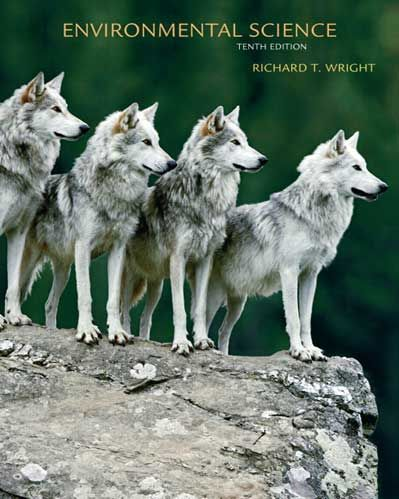 ENVIRONMENTAL SCIENCE
TENTH EDITION
RICHARD T. WRIGHT